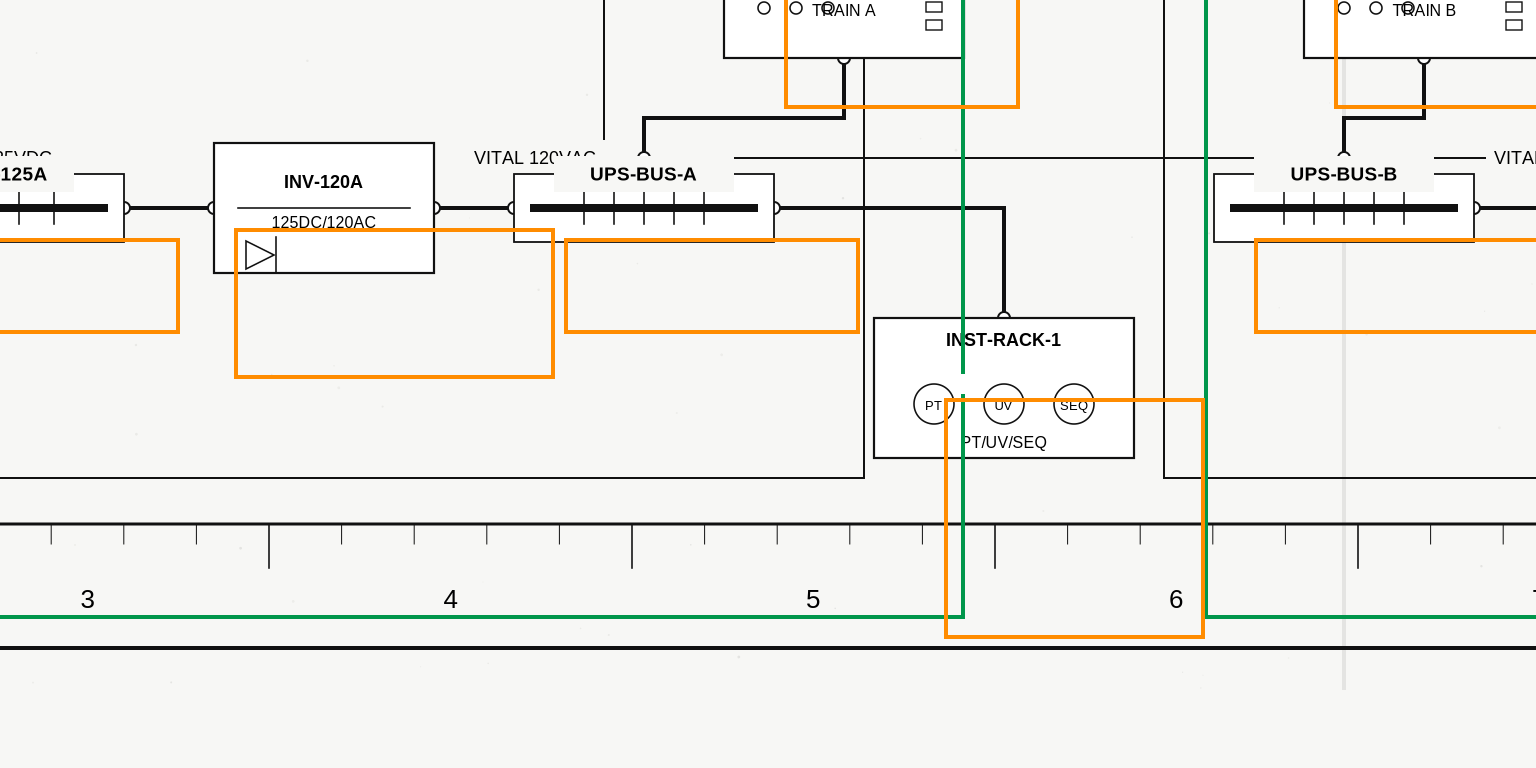 TRAIN A
TRAIN B
VITAL 120VAC
125A
INV-120A
125DC/120AC
UPS-BUS-A
UPS-BUS-B
INST-RACK-1
PT
UV
SEQ
PT/UV/SEQ
3
4
5
6